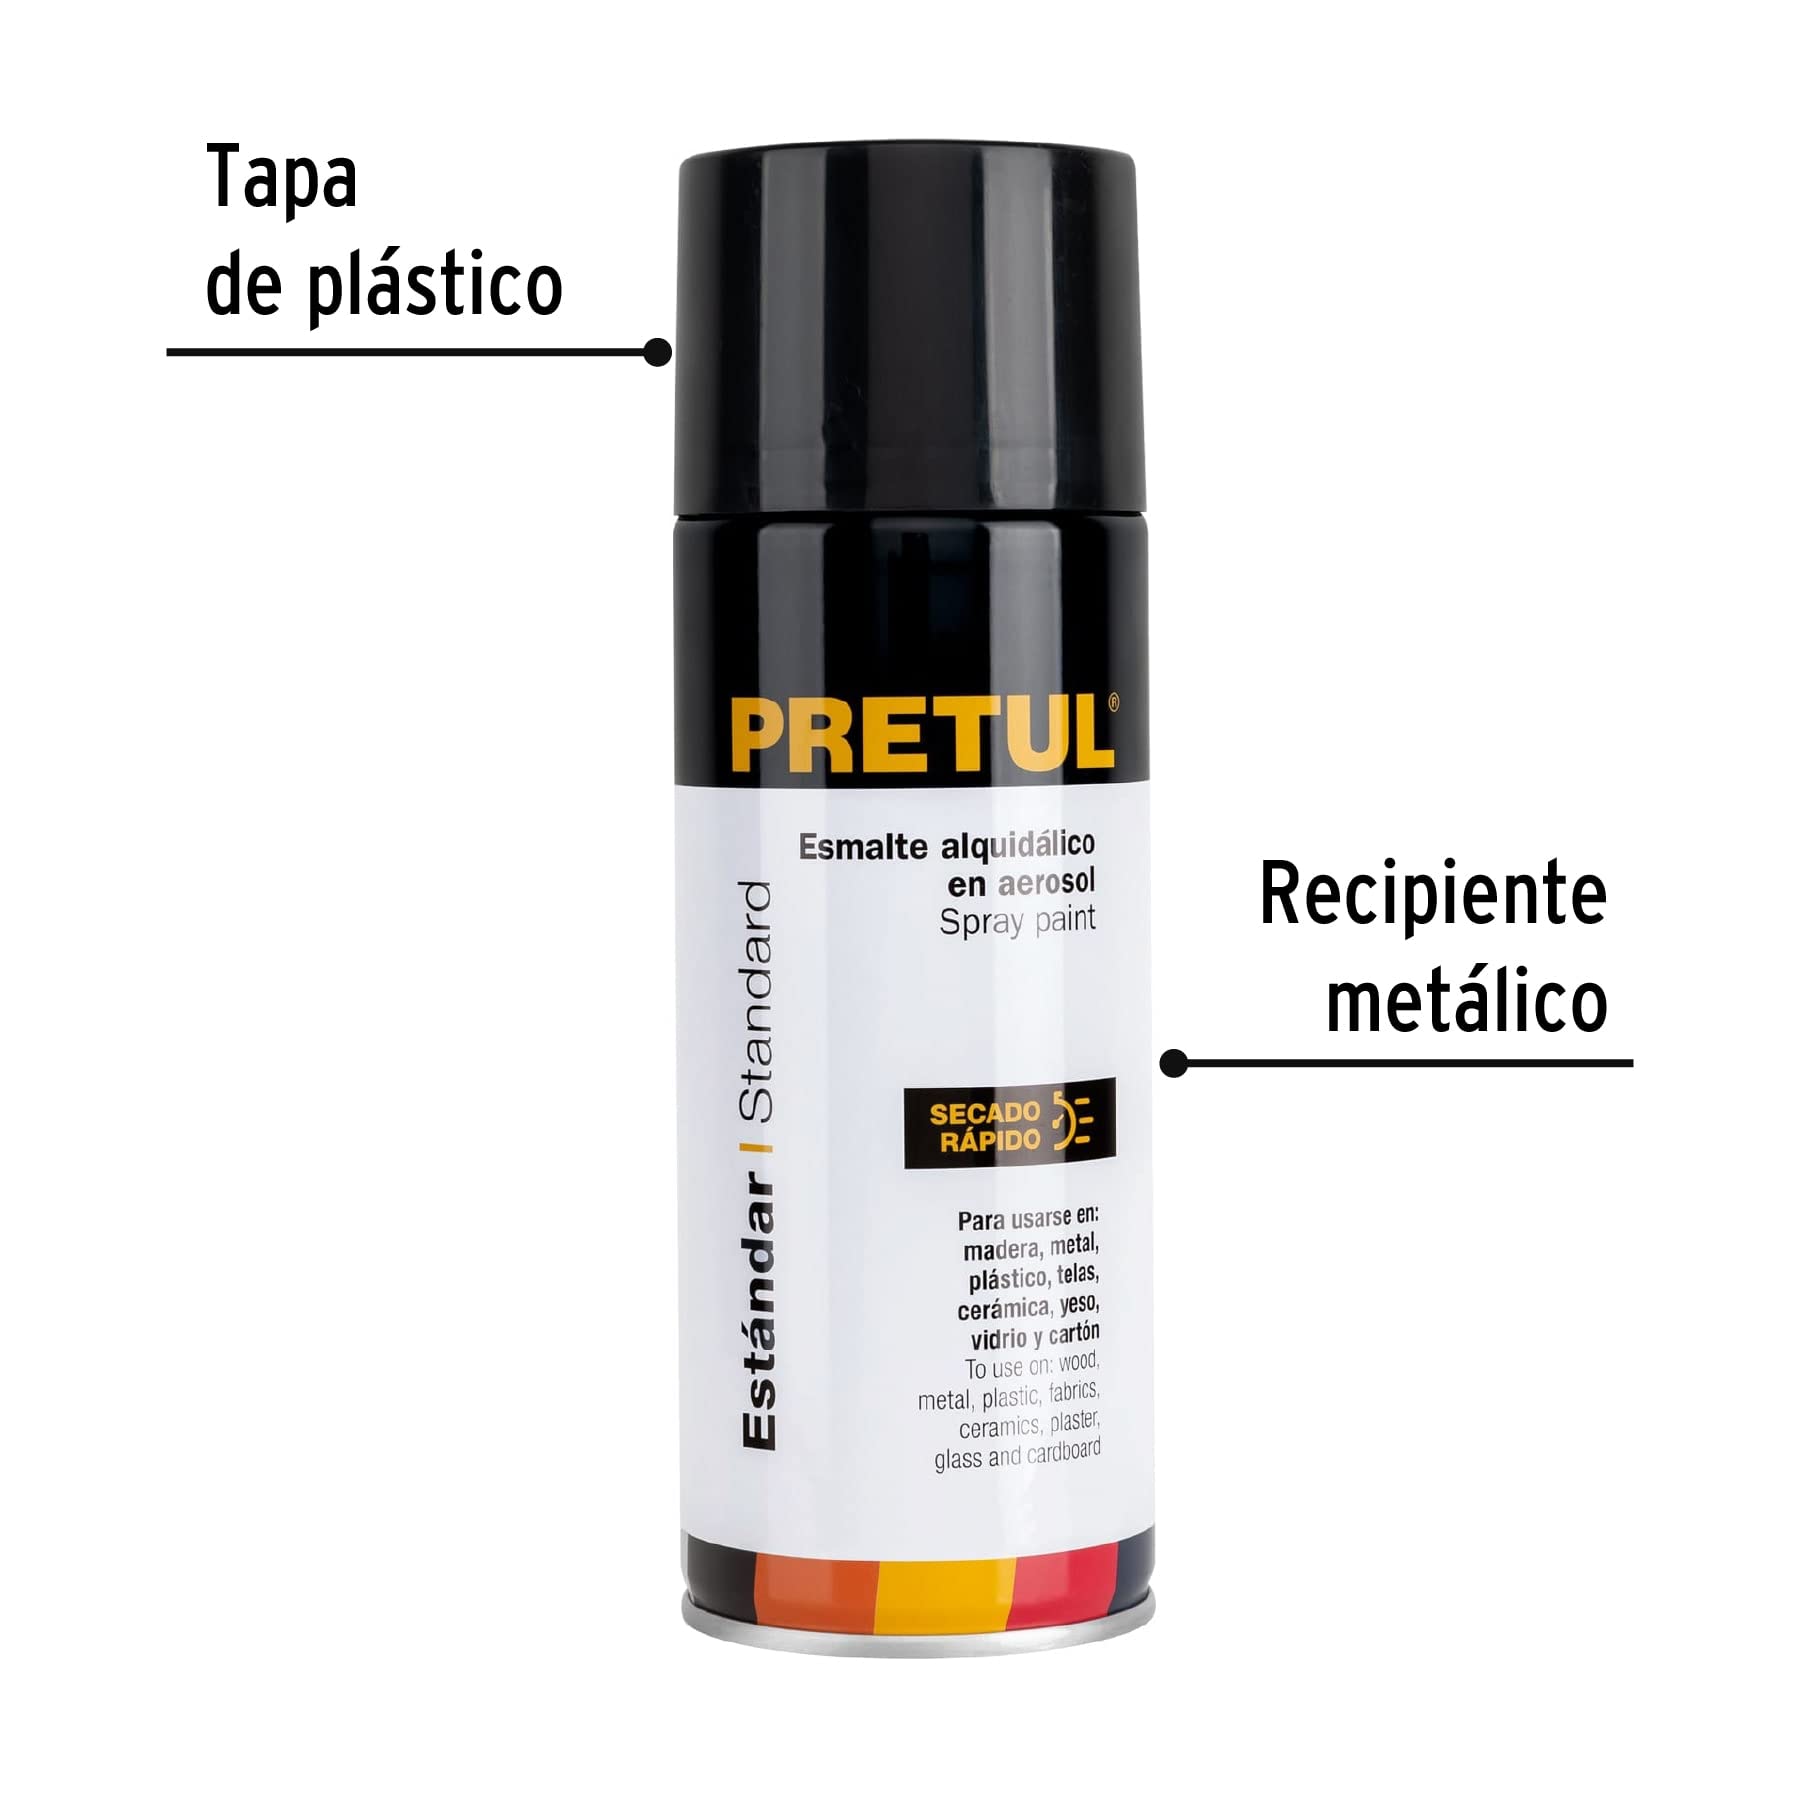 Tapa
de plástico
PRETUL®
Esmalte alquidálico
en aerosol
Spray paint
Estándar | Standard
Recipiente
metálico
SECADO
RÁPIDO
Para usarse en:
madera, metal,
plástico, telas,
cerámica, yeso,
vidrio y cartón
To use on: wood,
metal, plastic, fabrics,
ceramics, plaster,
glass and cardboard